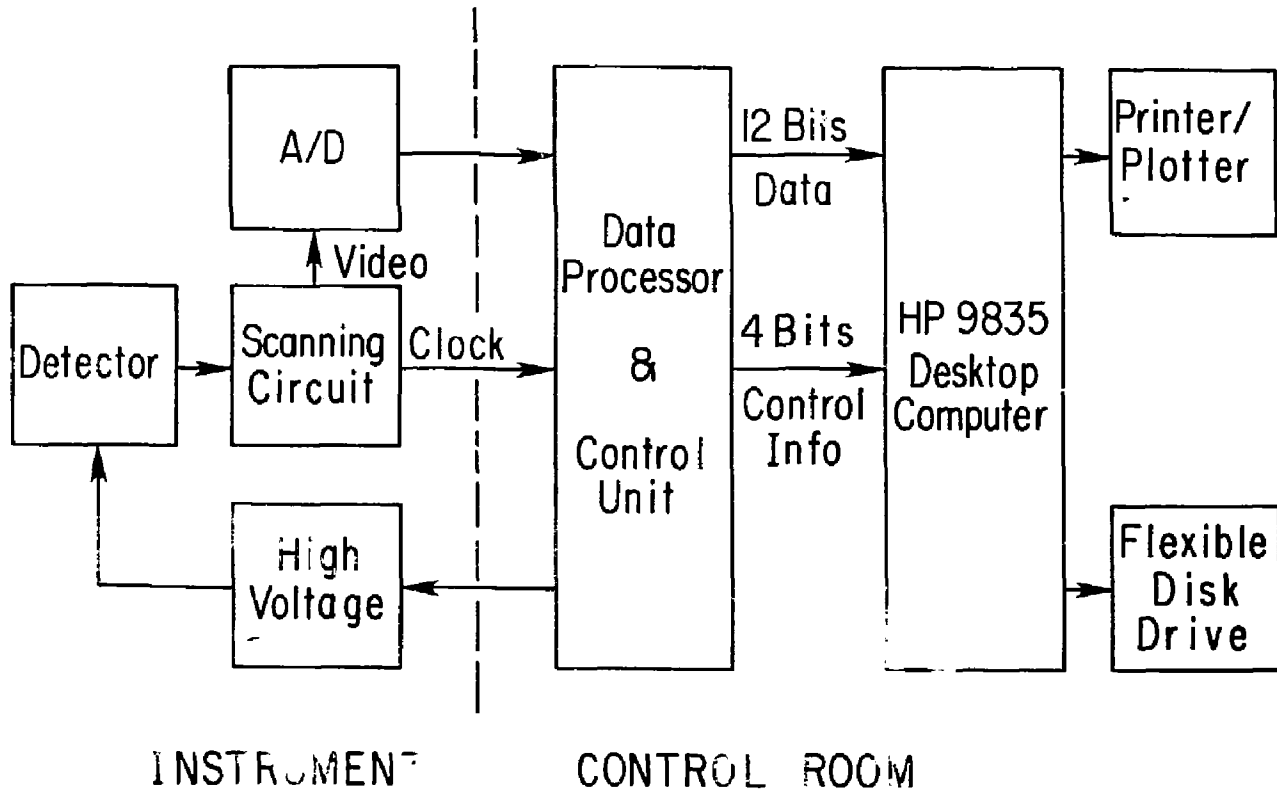 A/D
Video
Detector
Scanning
Circuit
Clock
High
Voltage
Data
Processor
&
Control
Unit
12 Bits
Data
4 Bits
Control
Info
HP 9835
Desktop
Computer
Printer/
Plotter
Flexible
Disk
Drive
INSTRUMENT
CONTROL ROOM